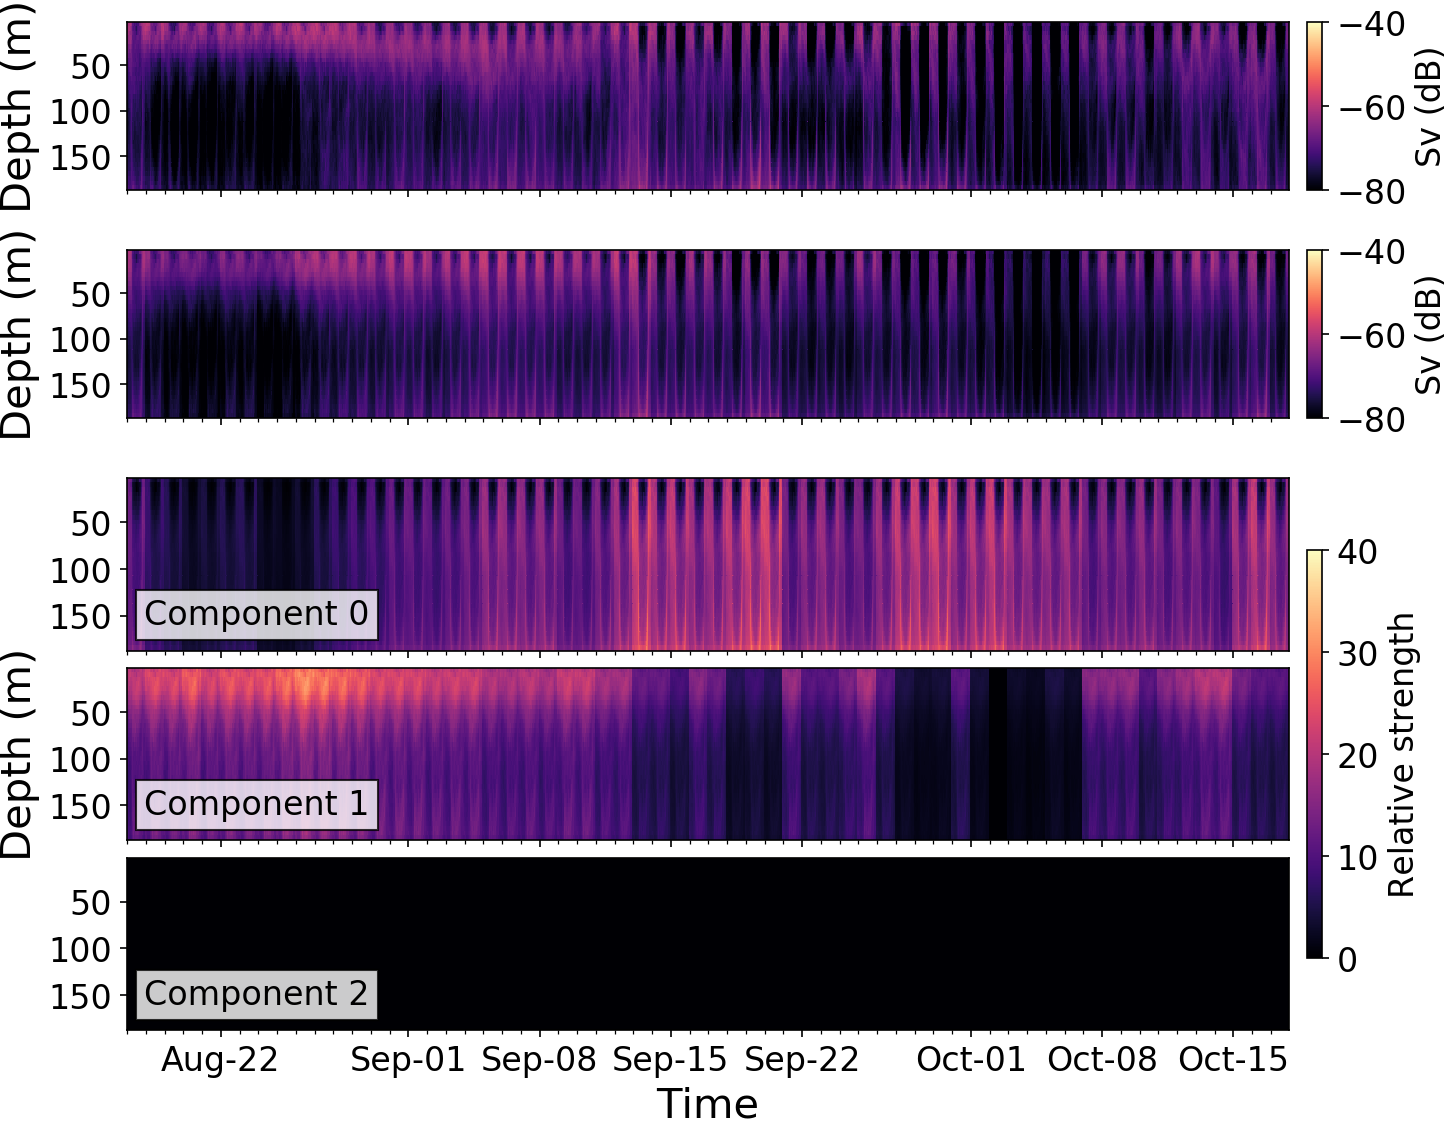 Depth (m)
50
100
150
−40
−60
−80
Sv (dB)
Depth (m)
50
100
150
−40
−60
−80
Sv (dB)
50
100
150
Component 0
Depth (m)
50
100
150
Component 1
50
100
150
Component 2
40
30
20
10
0
Relative strength
Aug-22 Sep-01 Sep-08 Sep-15 Sep-22 Oct-01 Oct-08 Oct-15
Time